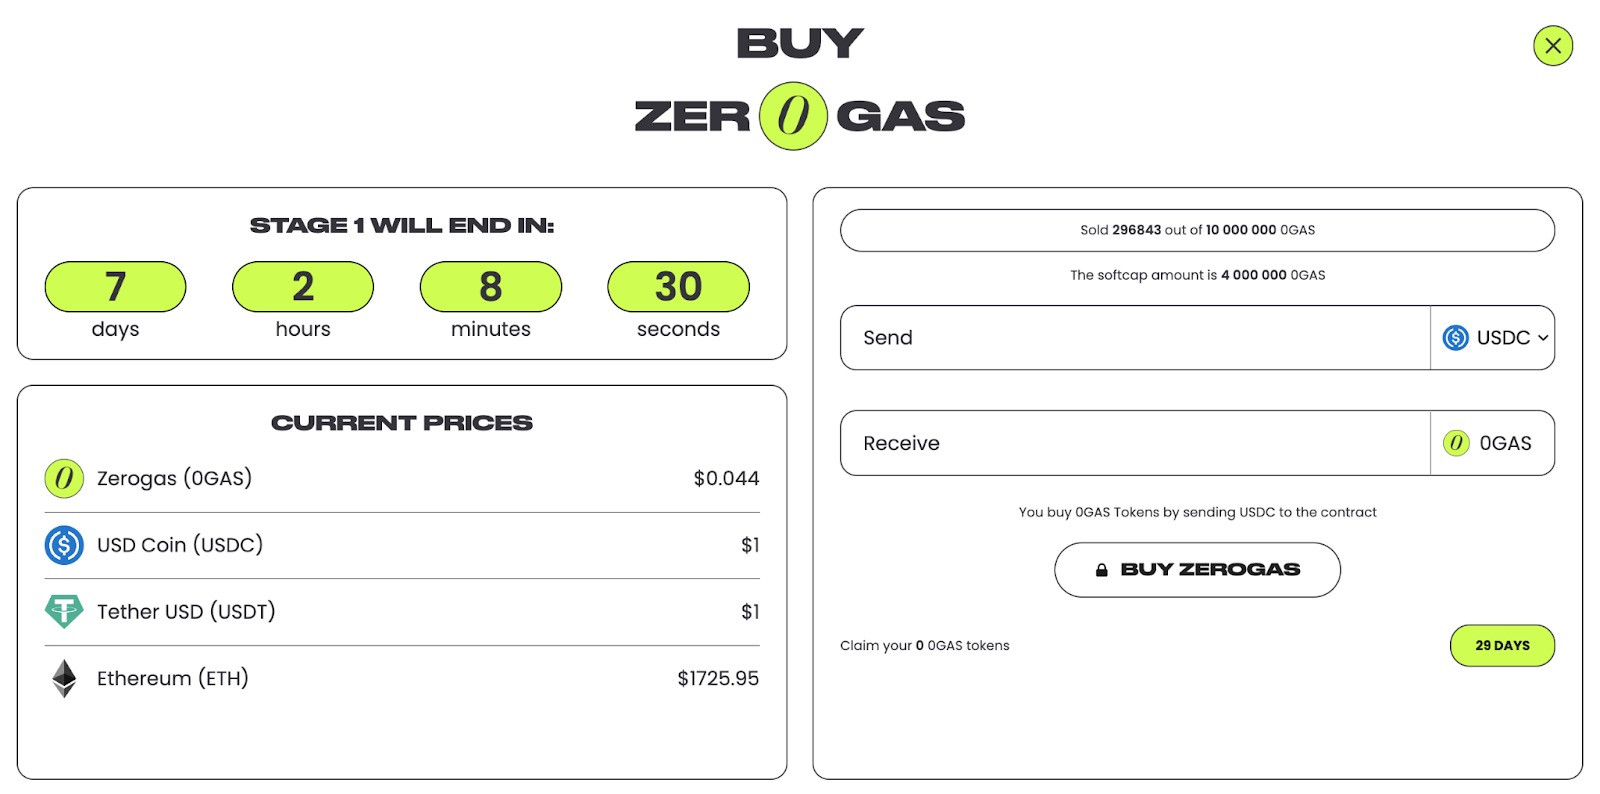 BUY
ZER0GAS
STAGE 1 WILL END IN:
7 2 8 30
days hours minutes seconds
CURRENT PRICES
Zerogas (0GAS) $0.044
USD Coin (USDC) $1
Tether USD (USDT) $1
Ethereum (ETH) $1725.95
Sold 296843 out of 10 000 000 0GAS
The softcap amount is 4 000 000 0GAS
Send USDC
Receive 0GAS
You buy 0GAS Tokens by sending USDC to the contract
BUY ZEROGAS
Claim your 0 0GAS tokens 29 DAYS